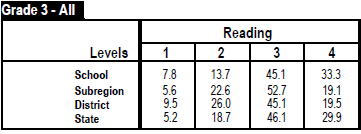 Grade 3 - All
Reading
Levels 1 2 3 4
School 7.8 13.7 45.1 33.3
Subregion 5.6 22.6 52.7 19.1
District 9.5 26.0 45.1 19.5
State 5.2 18.7 46.1 29.9